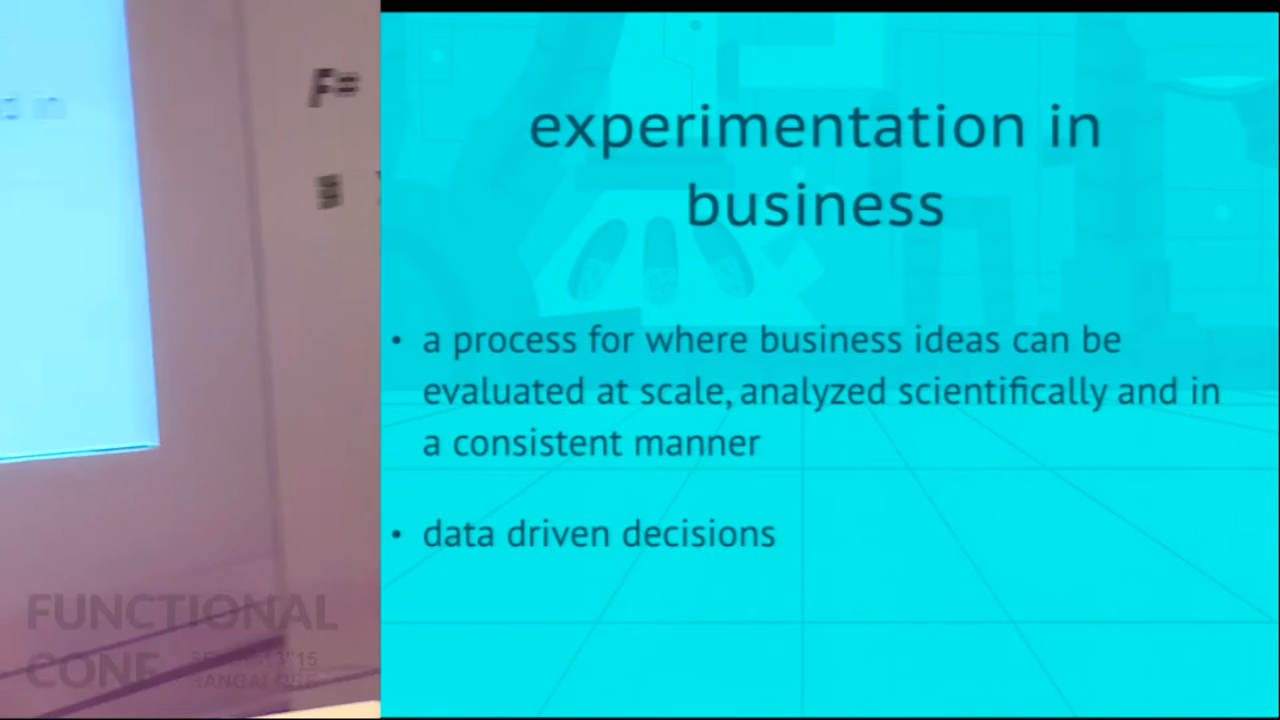 experimentation in
business
• a process for where business ideas can be
evaluated at scale, analyzed scientifically and in
a consistent manner
• data driven decisions
F=
FUNCTIONAL
CONF
BANGALORE